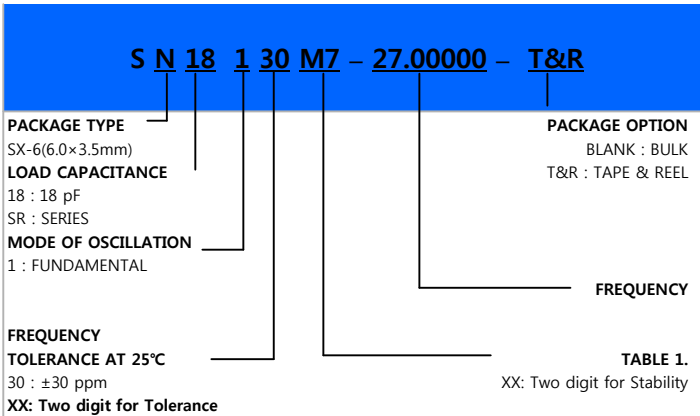 S N 18 1 30 M7 – 27.00000 – T&R
PACKAGE TYPE
SX-6(6.0×3.5mm)
LOAD CAPACITANCE
18 : 18 pF
SR : SERIES
MODE OF OSCILLATION
1 : FUNDAMENTAL
FREQUENCY
TOLERANCE AT 25℃
30 : ±30 ppm
XX: Two digit for Tolerance
PACKAGE OPTION
BLANK : BULK
T&R : TAPE & REEL
FREQUENCY
TABLE 1.
XX: Two digit for Stability